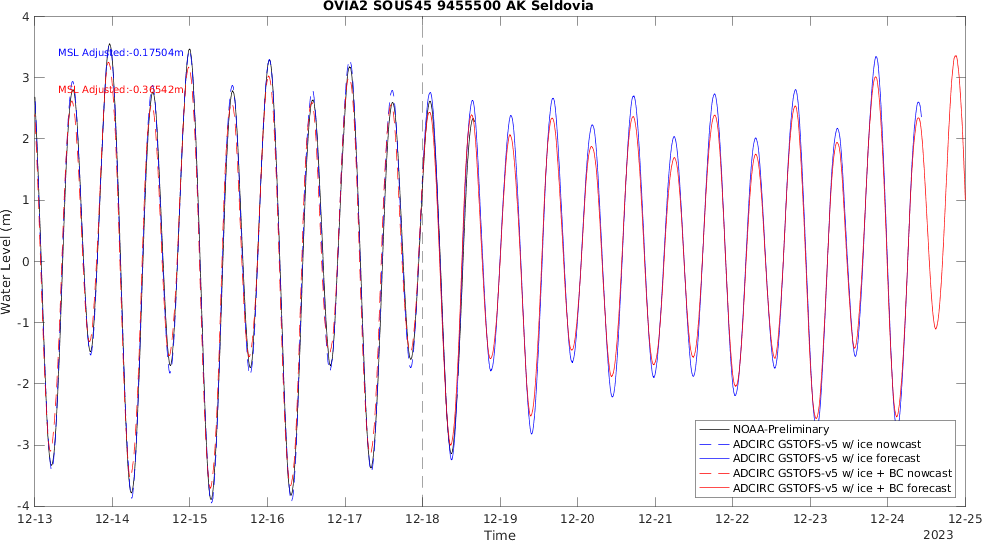 OVIA2 SOUS45 9455500 AK Seldovia
MSL Adjusted:-0.17504m
MSL Adjusted:-0.36542m
4
3
2
1
0
-1
-2
-3
-4
Water Level (m)
NOAA-Preliminary
ADCIRC GSTOFS-v5 w/ ice nowcast
ADCIRC GSTOFS-v5 w/ ice forecast
ADCIRC GSTOFS-v5 w/ ice + BC nowcast
ADCIRC GSTOFS-v5 w/ ice + BC forecast
12-13 12-14 12-15 12-16 12-17 12-18 12-19 12-20 12-21 12-22 12-23 12-24 12-25
Time
2023